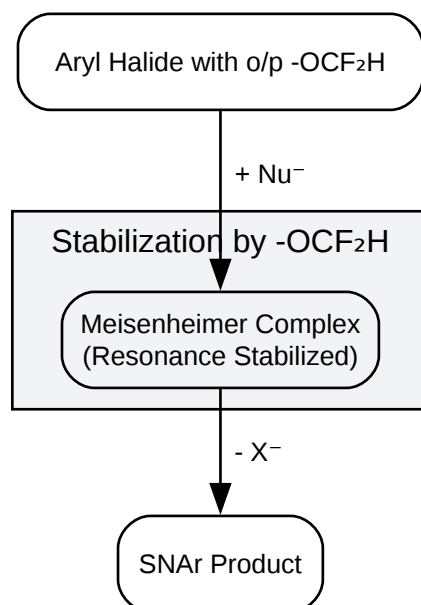 Aryl Halide with o/p -OCF₂H
+ Nu⁻
Stabilization by -OCF₂H
Meisenheimer Complex
(Resonance Stabilized)
- X⁻
SNAr Product